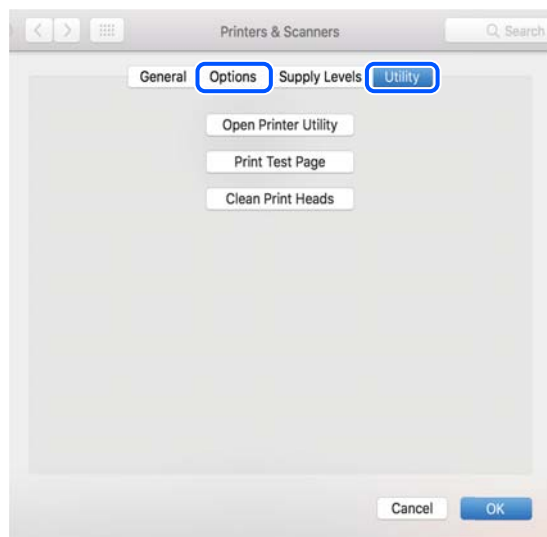 Printers & Scanners Search
General Options Supply Levels Utility
Open Printer Utility
Print Test Page
Clean Print Heads
Cancel OK